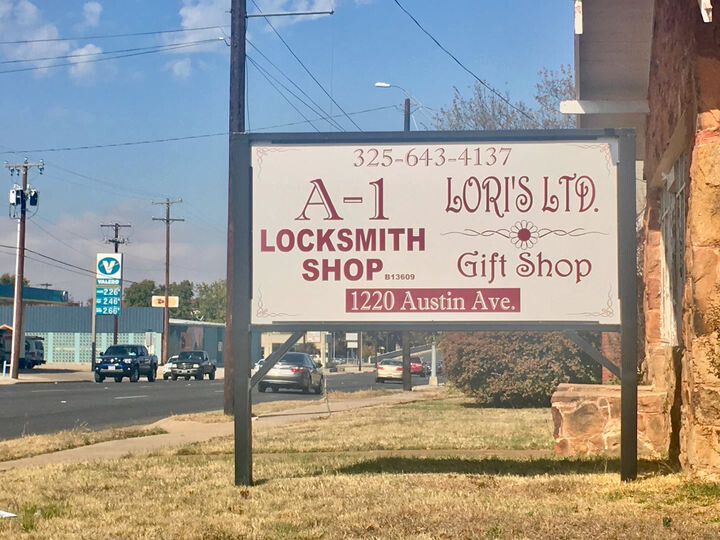 325-643-4137
A-1
LOCKSMITH
SHOP B13609
LORI'S LTD.
Gift Shop
1220 Austin Ave.
VALERO
2.26
2.46
2.66